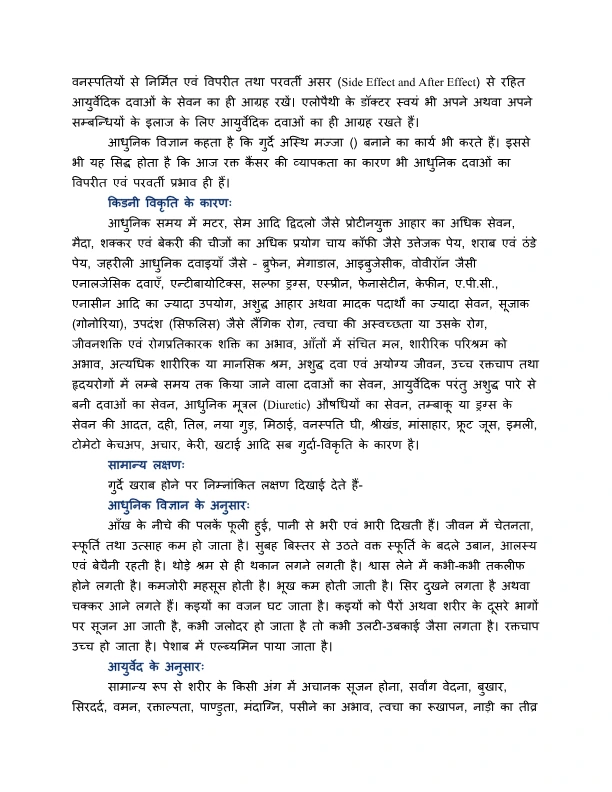 वनस्पतियों से निर्मित एवं विपरीत तथा परवर्ती असर (Side Effect and After Effect) से रहित
आयुर्वेदिक दवाओं के सेवन का ही आग्रह रखें। एलोपैथी के डॉक्टर स्वयं भी अपने अथवा अपने
सम्बन्धियों के इलाज के लिए आयुर्वेदिक दवाओं का ही आग्रह रखते हैं।
आधुनिक विज्ञान कहता है कि गुर्दे अस्थि मज्जा () बनाने का कार्य भी करते हैं। इससे
भी यह सिद्ध होता है कि आज रक्त कैंसर की व्यापकता का कारण भी आधुनिक दवाओं का
विपरीत एवं परवर्ती प्रभाव ही हैं।
किडनी विकृति के कारणः
आधुनिक समय में मटर, सेम आदि द्विदलो जैसे प्रोटीनयुक्त आहार का अधिक सेवन,
मैदा, शक्कर एवं बेकरी की चीजों का अधिक प्रयोग चाय कॉफी जैसे उत्तेजक पेय, शराब एवं ठंडे
पेय, जहरीली आधुनिक दवाइयाँ जैसे - ब्रुफेन, मेगाडाल, आइबुजेसीक, वोवीरॉन जैसी
एनालजेसिक दवाएँ, एन्टीबायोटिक्स, सल्फा ड्रग्स, एस्प्रीन, फेनासेटीन, केफीन, ए.पी.सी.,
एनासीन आदि का ज्यादा उपयोग, अशुद्ध आहार अथवा मादक पदार्थों का ज्यादा सेवन, सूजाक
(गोनोरिया), उपदंश (सिफलिस) जैसे लैंगिक रोग, त्वचा की अस्वच्छता या उसके रोग,
जीवनशक्ति एवं रोगप्रतिकारक शक्ति का अभाव, आँतों में संचित मल, शारीरिक परिश्रम को
अभाव, अत्यधिक शारीरिक या मानसिक श्रम, अशुद्ध दवा एवं अयोग्य जीवन, उच्च रक्तचाप तथा
हृदयरोगों में लम्बे समय तक किया जाने वाला दवाओं का सेवन, आयुर्वेदिक परंतु अशुद्ध पारे से
बनी दवाओं का सेवन, आधुनिक मूत्रल (Diuretic) औषधियों का सेवन, तम्बाकू या ड्रग्स के
सेवन की आदत, दही, तिल, नया गुड़, मिठाई, वनस्पति घी, श्रीखंड, मांसाहार, फ्रूट जूस, इमली,
टोमेटो केचअप, अचार, केरी, खटाई आदि सब गुर्दा-विकृति के कारण है।
सामान्य लक्षणः
गुर्दे खराब होने पर निम्नांकित लक्षण दिखाई देते हैं-
आधुनिक विज्ञान के अनुसारः
आँख के नीचे की पलकें फूली हुई, पानी से भरी एवं भारी दिखती हैं। जीवन में चेतनता,
स्फूर्ति तथा उत्साह कम हो जाता है। सुबह बिस्तर से उठते वक्त स्फूर्ति के बदले उबान, आलस्य
एवं बेचैनी रहती है। थोड़े श्रम से ही थकान लगने लगती है। श्वास लेने में कभी-कभी तकलीफ
होने लगती है। कमजोरी महसूस होती है। भूख कम होती जाती है। सिर दुखने लगता है अथवा
चक्कर आने लगते हैं। कइयों का वजन घट जाता है। कइयों को पैरों अथवा शरीर के दूसरे भागों
पर सूजन आ जाती है, कभी जलोदर हो जाता है तो कभी उलटी-उबकाई जैसा लगता है। रक्तचाप
उच्च हो जाता है। पेशाब में एल्ब्यमिन पाया जाता है।
आयुर्वेद के अनुसारः
सामान्य रूप से शरीर के किसी अंग में अचानक सूजन होना, सर्वांग वेदना, बुखार,
सिरदर्द, वमन, रक्ताल्पता, पाण्डुता, मंदाग्नि, पसीने का अभाव, त्वचा का रूखापन, नाड़ी का तीव्र